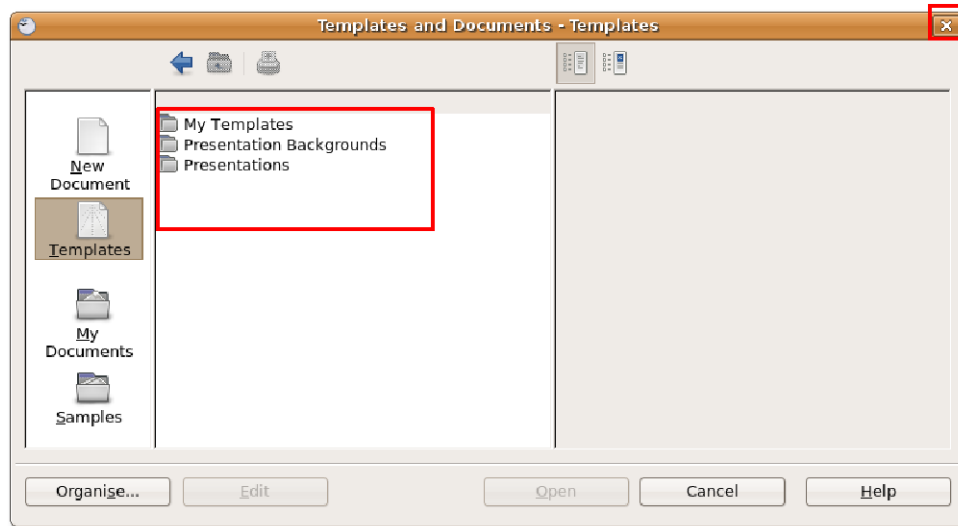 Templates and Documents - Templates
New
Document
Templates
My
Documents
Samples
My Templates
Presentation Backgrounds
Presentations
Organise...
Edit
Open
Cancel
Help